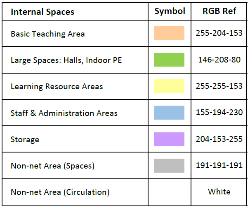 Internal Spaces Symbol RGB Ref
Basic Teaching Area 255-204-153
Large Spaces: Halls, Indoor PE 146-208-80
Learning Resource Areas 255-255-153
Staff & Administration Areas 155-194-230
Storage 204-153-255
Non-net Area (Spaces) 191-191-191
Non-net Area (Circulation) White